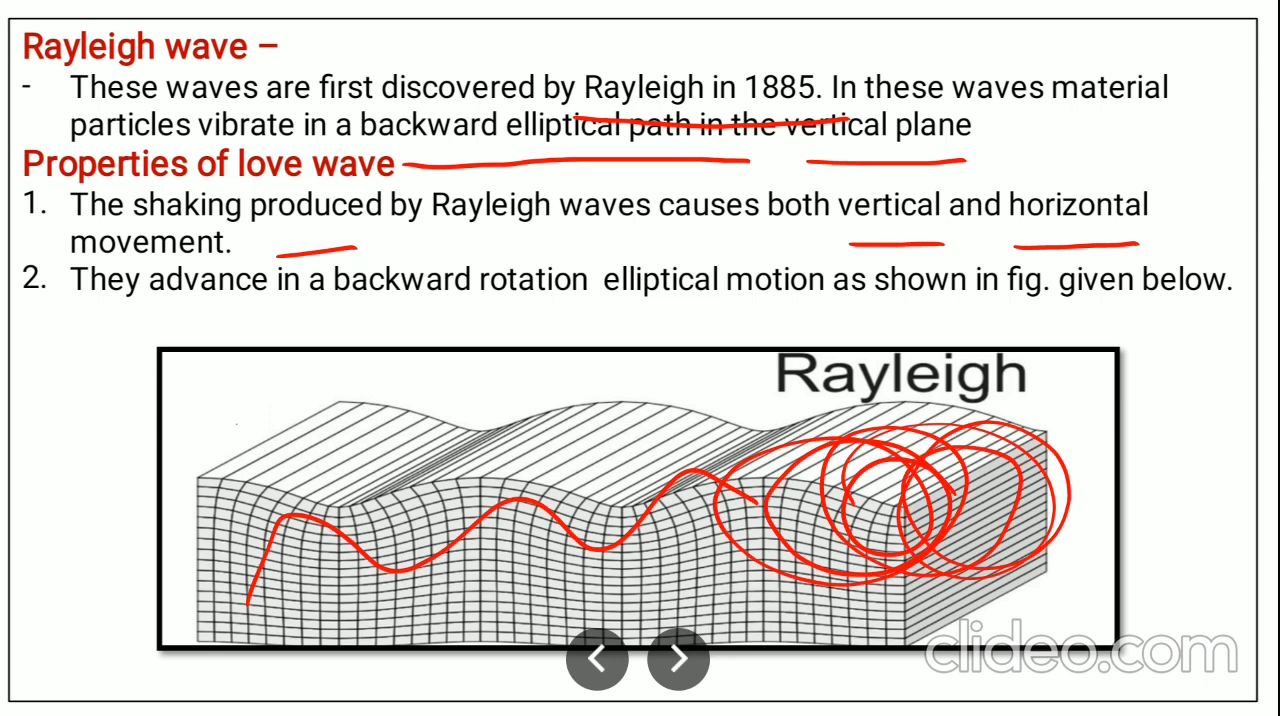 Rayleigh wave –
- These waves are first discovered by Rayleigh in 1885. In these waves material
particles vibrate in a backward elliptical path in the vertical plane
Properties of love wave
1. The shaking produced by Rayleigh waves causes both vertical and horizontal
movement.
2. They advance in a backward rotation elliptical motion as shown in fig. given below.
Rayleigh
clideo.com